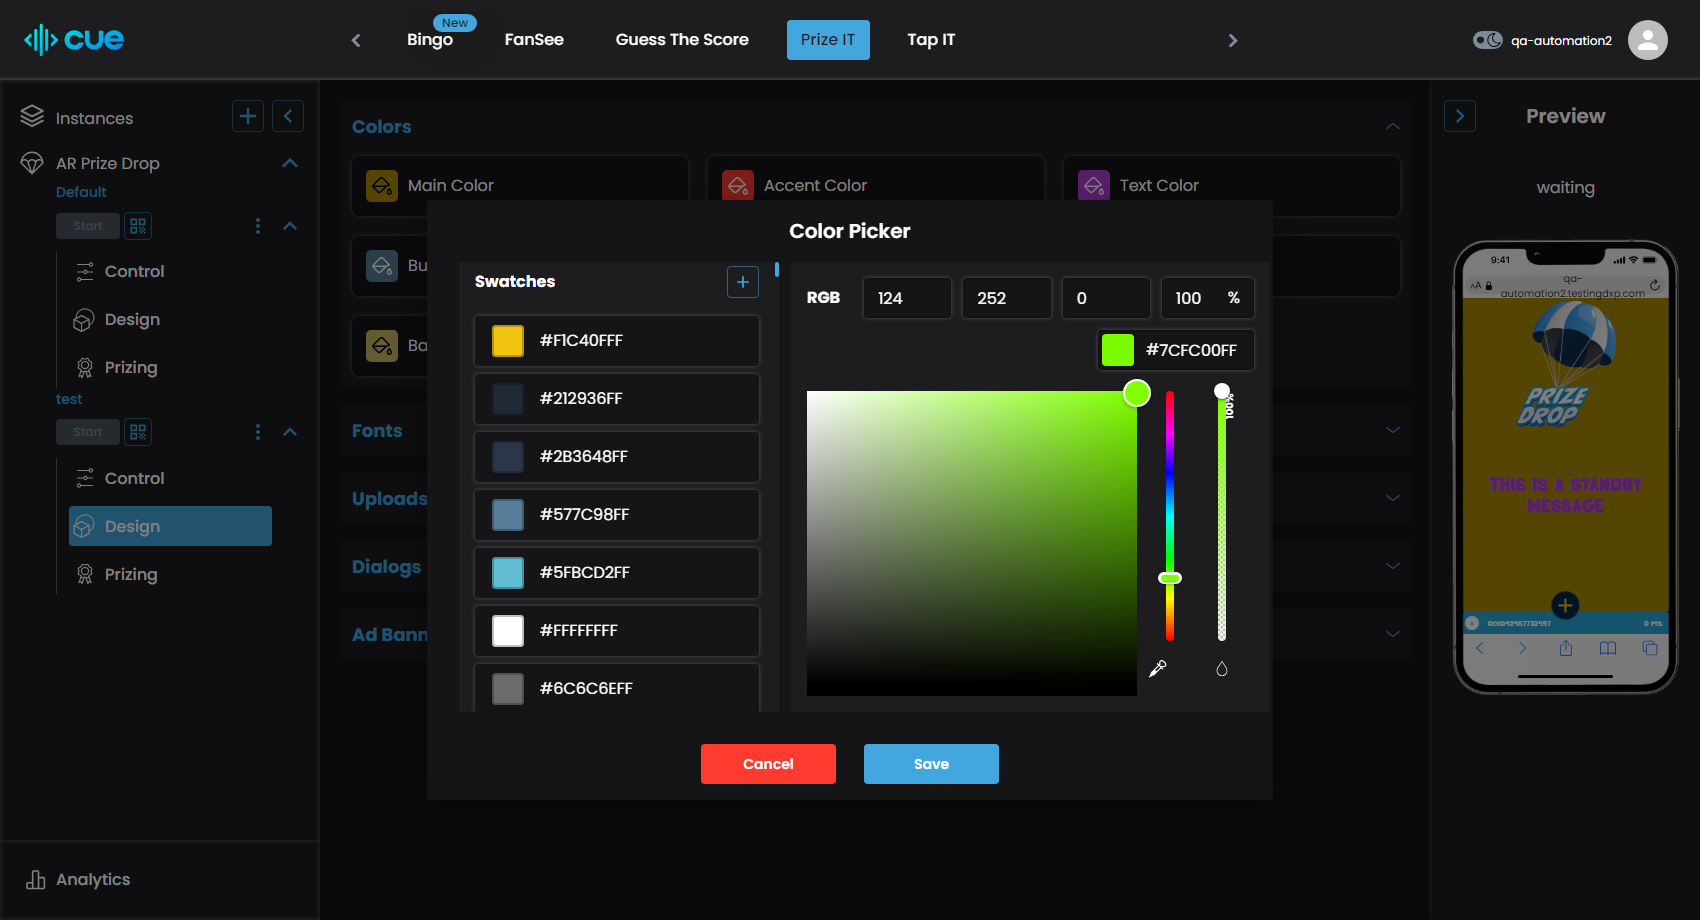 cue
New
Bingo
FanSee
Guess The Score
Prize IT
Tap IT
qa-automation2
Instances
AR Prize Drop
Default
Start
Control
Design
Prizing
test
Start
Control
Design
Prizing
Analytics
Colors
Main Color
Accent Color
Text Color
Bu
Ba
Fonts
Uploads
Dialogs
Ad Bann
Color Picker
Swatches
#F1C40FFF
#212936FF
#2B3648FF
#577C98FF
#5FBCD2FF
#FFFFFFFF
#6C6C6EFF
RGB
124
252
0
100 %
#7CFC00FF
100%
Cancel
Save
Preview
waiting
9:41
AA
qa-
automation2.testingdxp.com
PRIZE
DROP
THIS IS A STANDBY
MESSAGE
0 PTS.